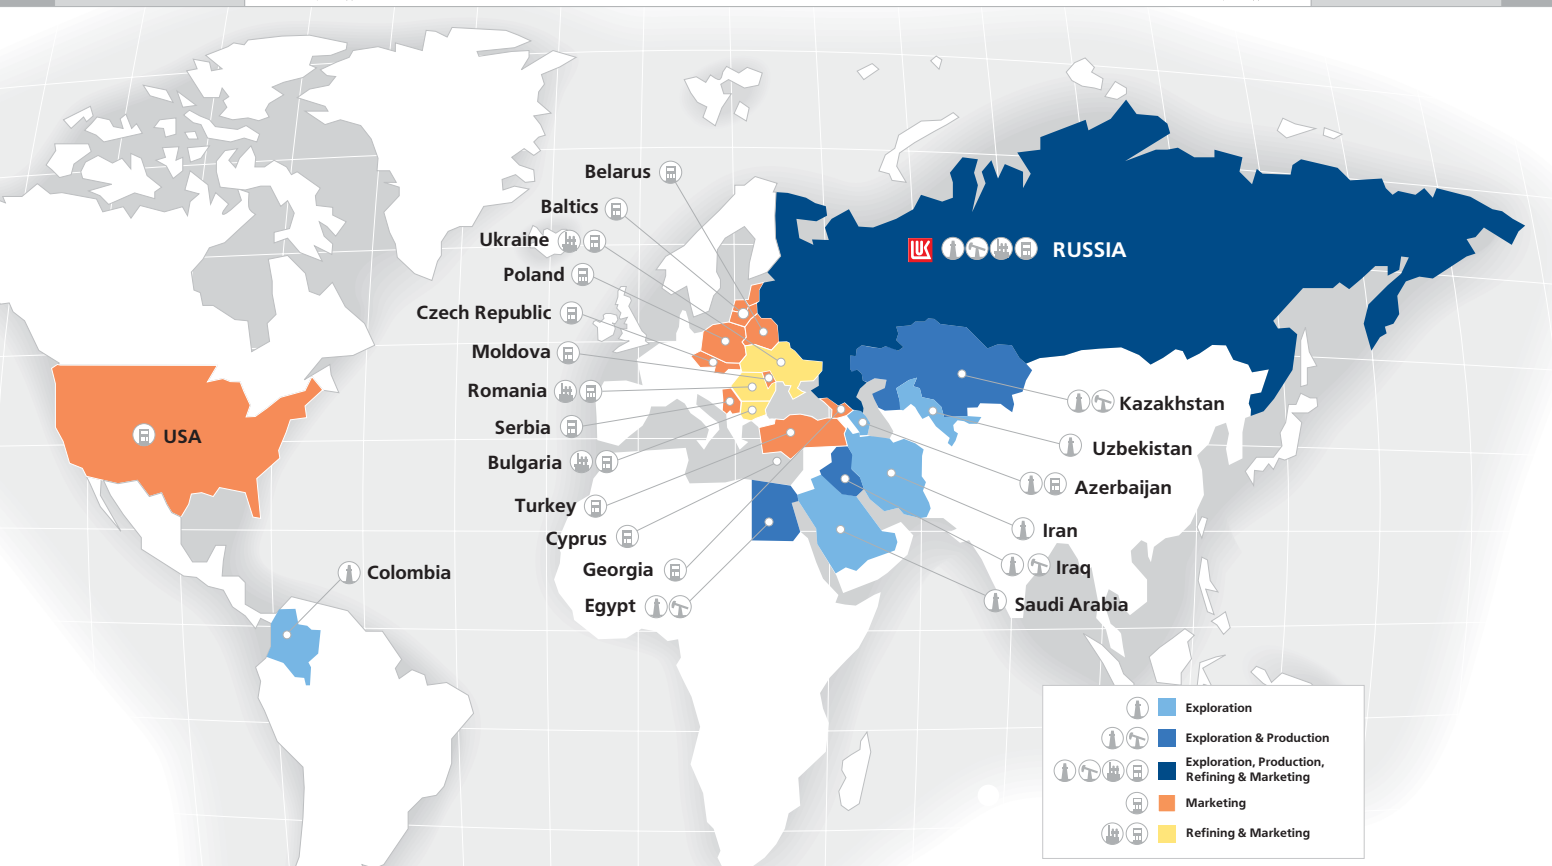 Belarus
Baltics
Ukraine
Poland
Czech Republic
Moldova
Romania
Serbia
Bulgaria
Turkey
Cyprus
Georgia
Egypt
USA
Colombia
LUK
RUSSIA
Kazakhstan
Uzbekistan
Azerbaijan
Iran
Iraq
Saudi Arabia
Exploration
Exploration & Production
Exploration, Production,
Refining & Marketing
Marketing
Refining & Marketing